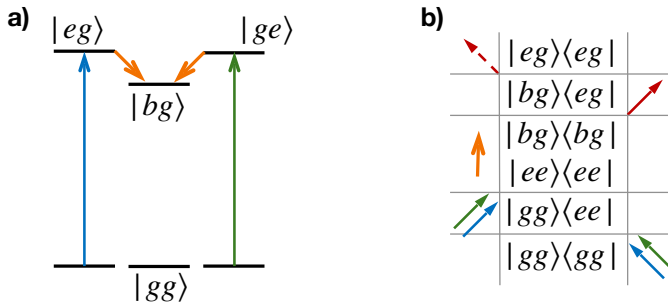 a)
|eg⟩
|ge⟩
|bg⟩
|gg⟩
b)
|eg⟩⟨eg|
|bg⟩⟨eg|
|bg⟩⟨bg|
|ee⟩⟨ee|
|gg⟩⟨ee|
|gg⟩⟨gg|